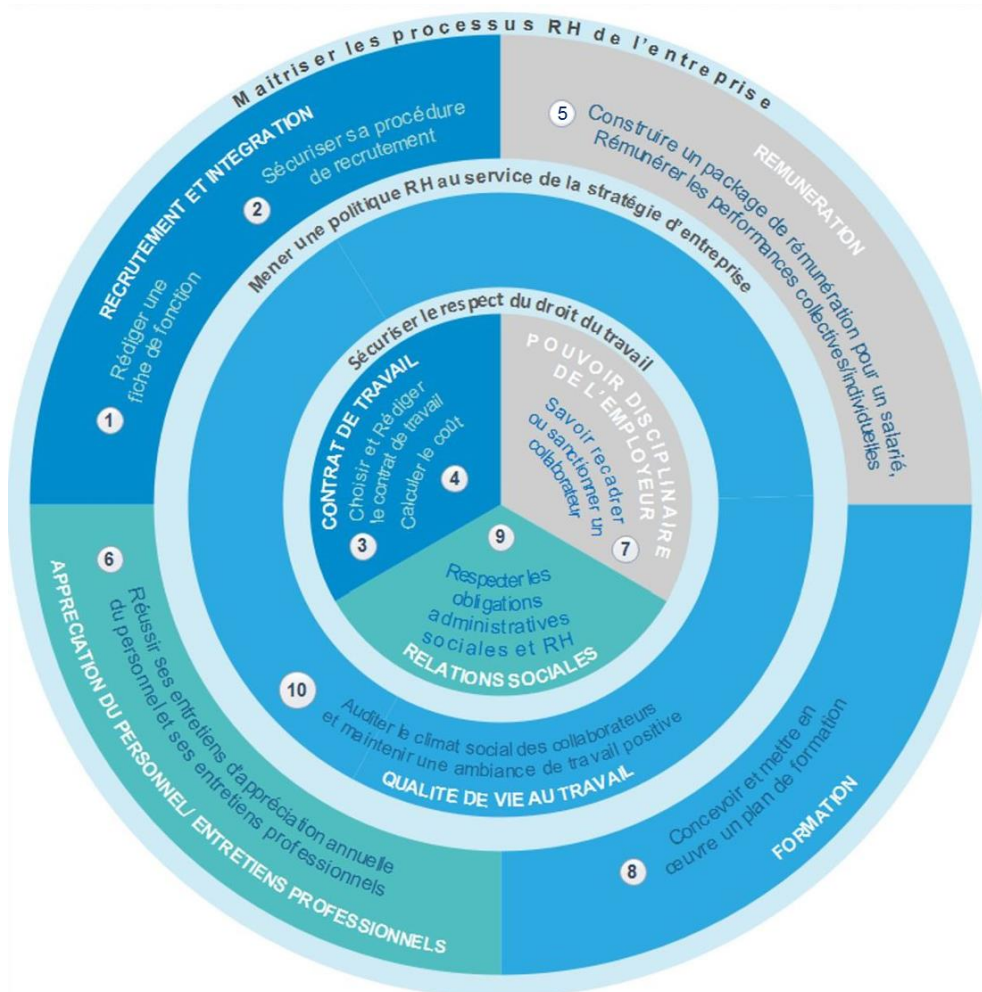 Maitriser les processus RH de l'entreprise
RECRUTEMENT ET INTEGRATION
1
Rédiger une
fiche de fonction
2
Sécuriser sa procédure
de recrutement
REMUNERATION
5
Construire un package de rémunération pour un salarié,
Rémunérer les performances collectives/individuelles
Mener une politique RH au service de la stratégie d'entreprise
Sécuriser le respect du droit du travail
CONTRAT DE TRAVAIL
3
Choisir et Rédiger
le contrat de travail
4
Calculer le coût
POUVOIR DISCIPLINAIRE
DE L'EMPLOYEUR
Savoir recadrer
ou sanctionner un
collaborateur
7
9
Respecter les
obligations
administratives
sociales et RH
RELATIONS SOCIALES
10
Auditer le climat social des collaborateurs
et maintenir une ambiance de travail positive
QUALITE DE VIE AU TRAVAIL
6
Réussir ses entretiens d'appréciation annuelle
du personnel et ses entretiens professionnels
APPRECIATION DU PERSONNEL/ ENTRETIENS PROFESSIONNELS
8
Concevoir et mettre en
œuvre un plan de formation
FORMATION